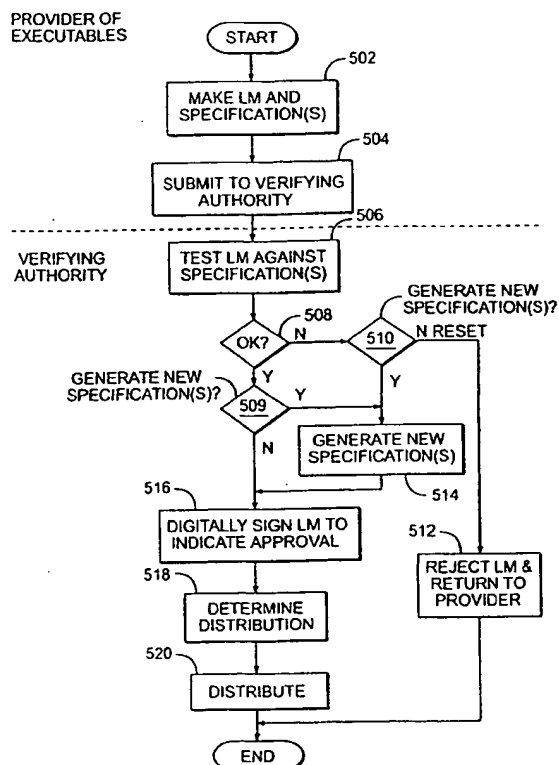 PROVIDER OF
EXECUTABLES
START
502
MAKE LM AND
SPECIFICATION(S)
504
SUBMIT TO VERIFYING
AUTHORITY
506
VERIFYING
AUTHORITY
TEST LM AGAINST
SPECIFICATION(S)
GENERATE NEW
SPECIFICATION(S)?
508
OK?
N
510
N RESET
Y
GENERATE NEW
SPECIFICATION(S)?
Y
Y
509
N
GENERATE NEW
SPECIFICATION(S)
514
516
DIGITALLY SIGN LM TO
INDICATE APPROVAL
512
REJECT LM &
RETURN TO
PROVIDER
518
DETERMINE
DISTRIBUTION
520
DISTRIBUTE
END